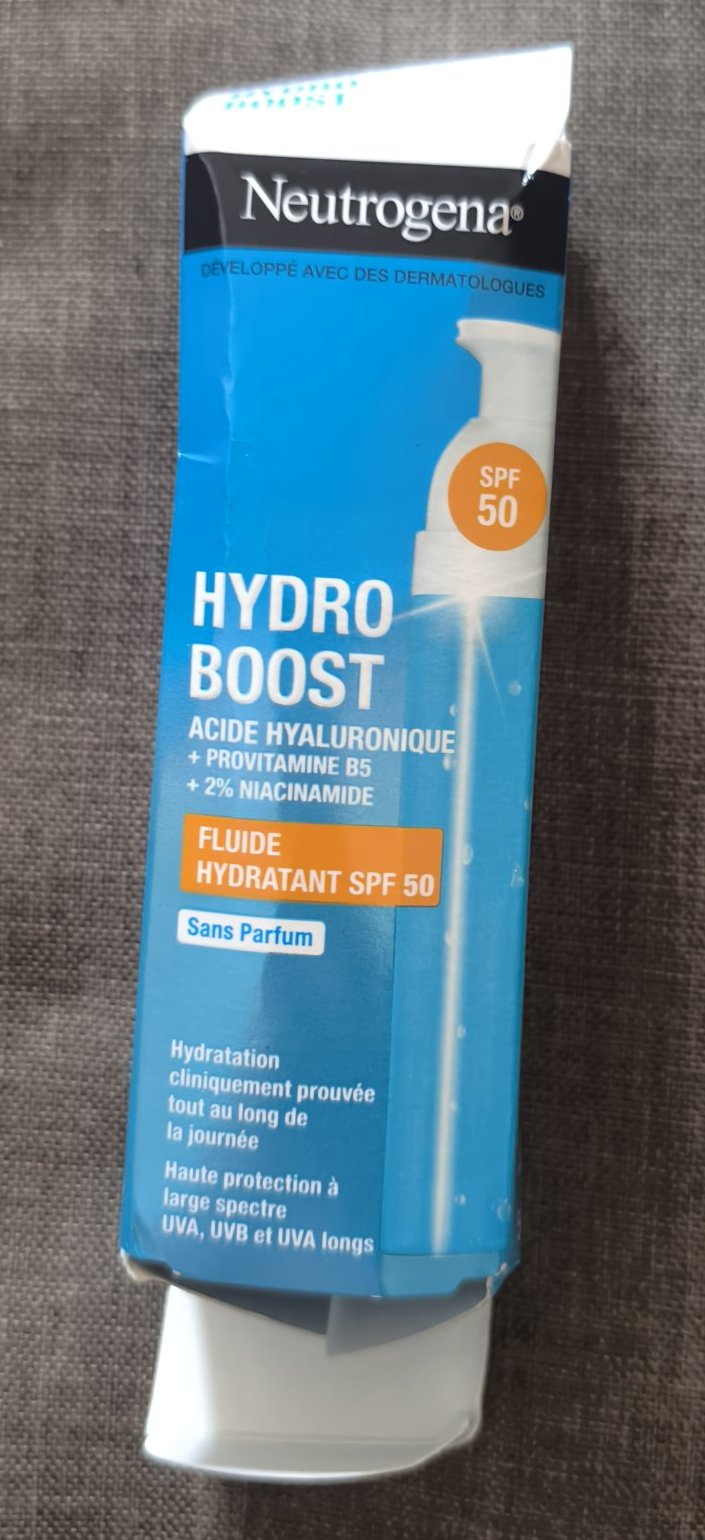 HYDRO
BOOST
Neutrogena®
DÉVELOPPÉ AVEC DES DERMATOLOGUES
SPF
50
HYDRO
BOOST
ACIDE HYALURONIQUE
+ PROVITAMINE B5
+ 2% NIACINAMIDE
FLUIDE
HYDRATANT SPF 50
Sans Parfum
Hydratation
cliniquement prouvée
tout au long de
la journée
Haute protection à
large spectre
UVA, UVB et UVA longs